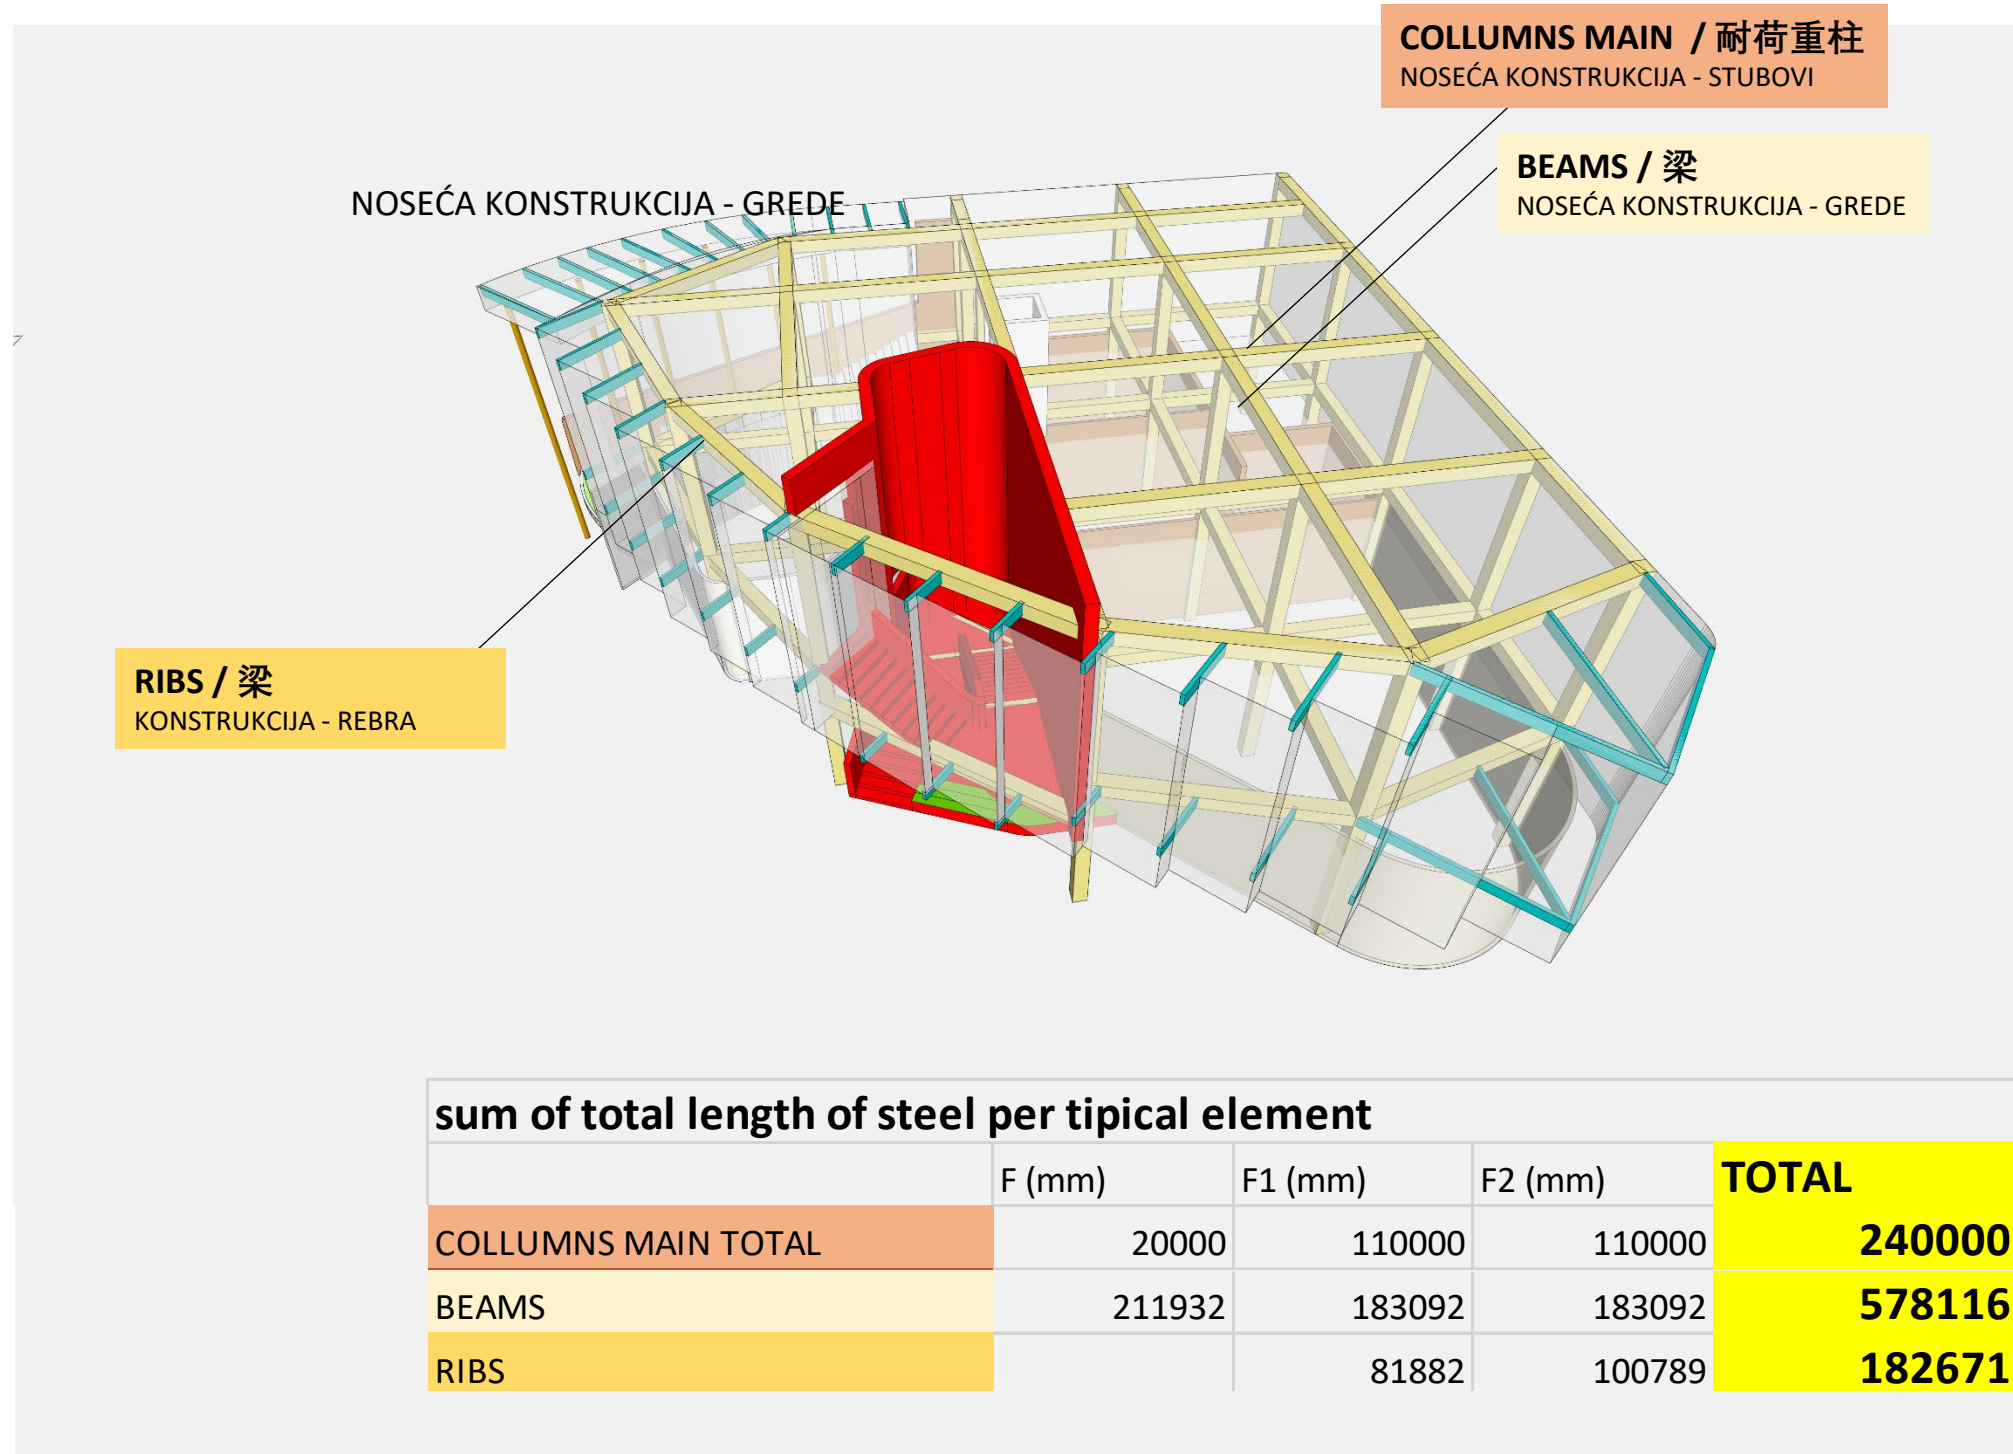 COLLUMNS MAIN / 耐荷重柱
NOSEĆA KONSTRUKCIJA - STUBOVI
BEAMS / 梁
NOSEĆA KONSTRUKCIJA - GREDE
NOSEĆA KONSTRUKCIJA - GREDE
RIBS / 梁
KONSTRUKCIJA - REBRA
sum of total length of steel per tipical element
F (mm) F1 (mm) F2 (mm) TOTAL
COLLUMNS MAIN TOTAL 20000 110000 110000 240000
BEAMS 211932 183092 183092 578116
RIBS 81882 100789 182671